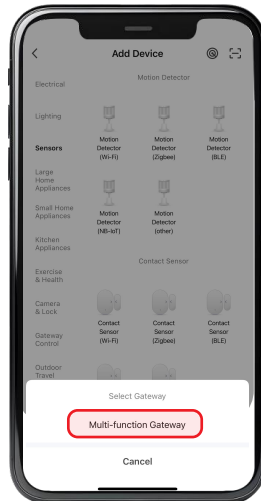 Add Device
Electrical
Motion Detector
Lighting
Sensors
Motion
Detector
(Wi-Fi)
Motion
Detector
(Zigbee)
Motion
Detector
(BLE)
Large
Home
Appliances
Small Home
Appliances
Motion
Detector
(NB-IoT)
Motion
Detector
(other)
Kitchen
Appliances
Contact Sensor
Exercise
& Health
Camera
& Lock
Contact
Sensor
(Wi-Fi)
Contact
Sensor
(Zigbee)
Contact
Sensor
(BLE)
Gateway
Control
Outdoor
Travel
Select Gateway
Multi-function Gateway
Cancel